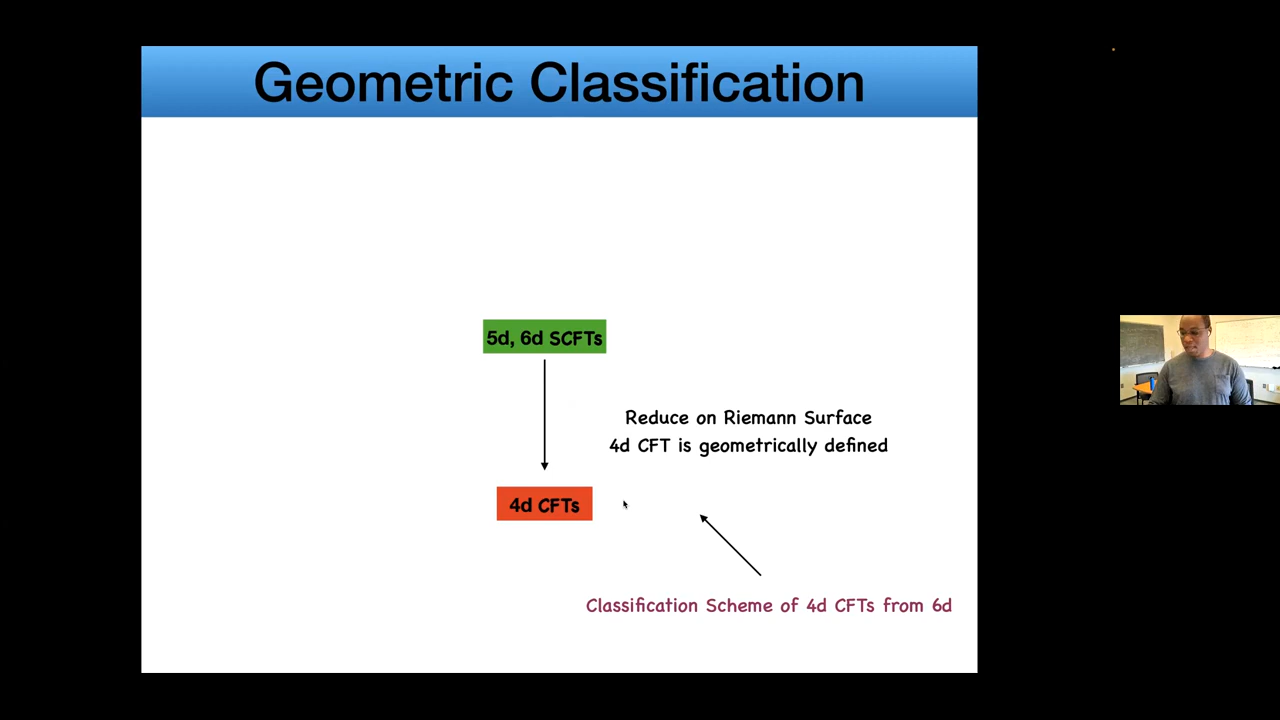 Geometric Classification
5d, 6d SCFTs
Reduce on Riemann Surface
4d CFT is geometrically defined
4d CFTs
Classification Scheme of 4d CFTs from 6d